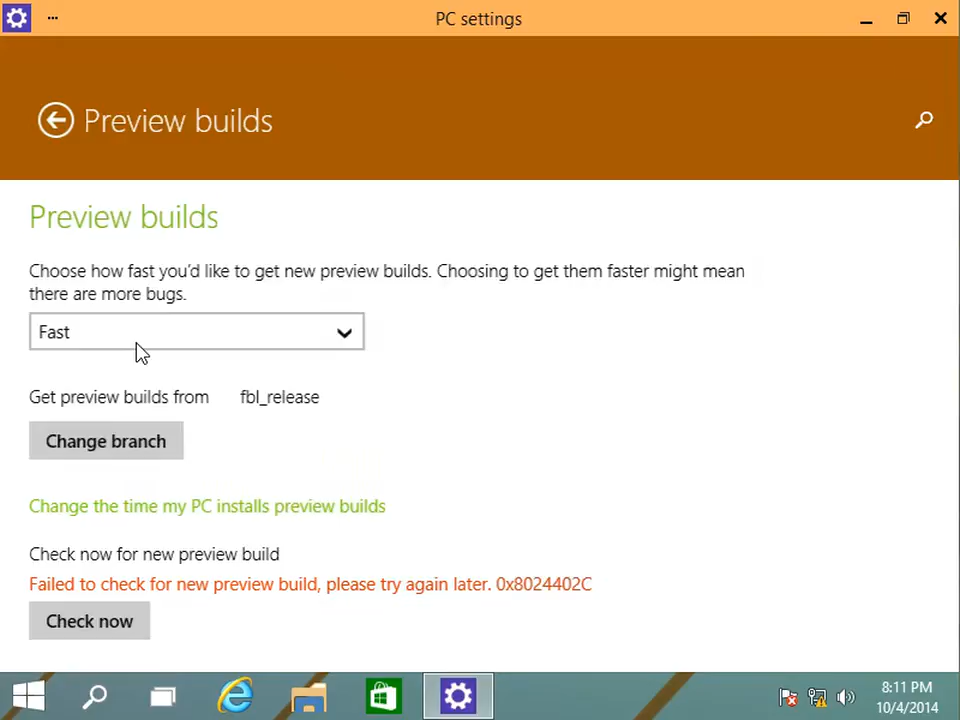 ... PC settings
Preview builds
Preview builds
Choose how fast you'd like to get new preview builds. Choosing to get them faster might mean
there are more bugs.
Fast
Get preview builds from fbl_release
Change branch
Change the time my PC installs preview builds
Check now for new preview build
Failed to check for new preview build, please try again later. 0x8024402C
Check now
8:11 PM
10/4/2014